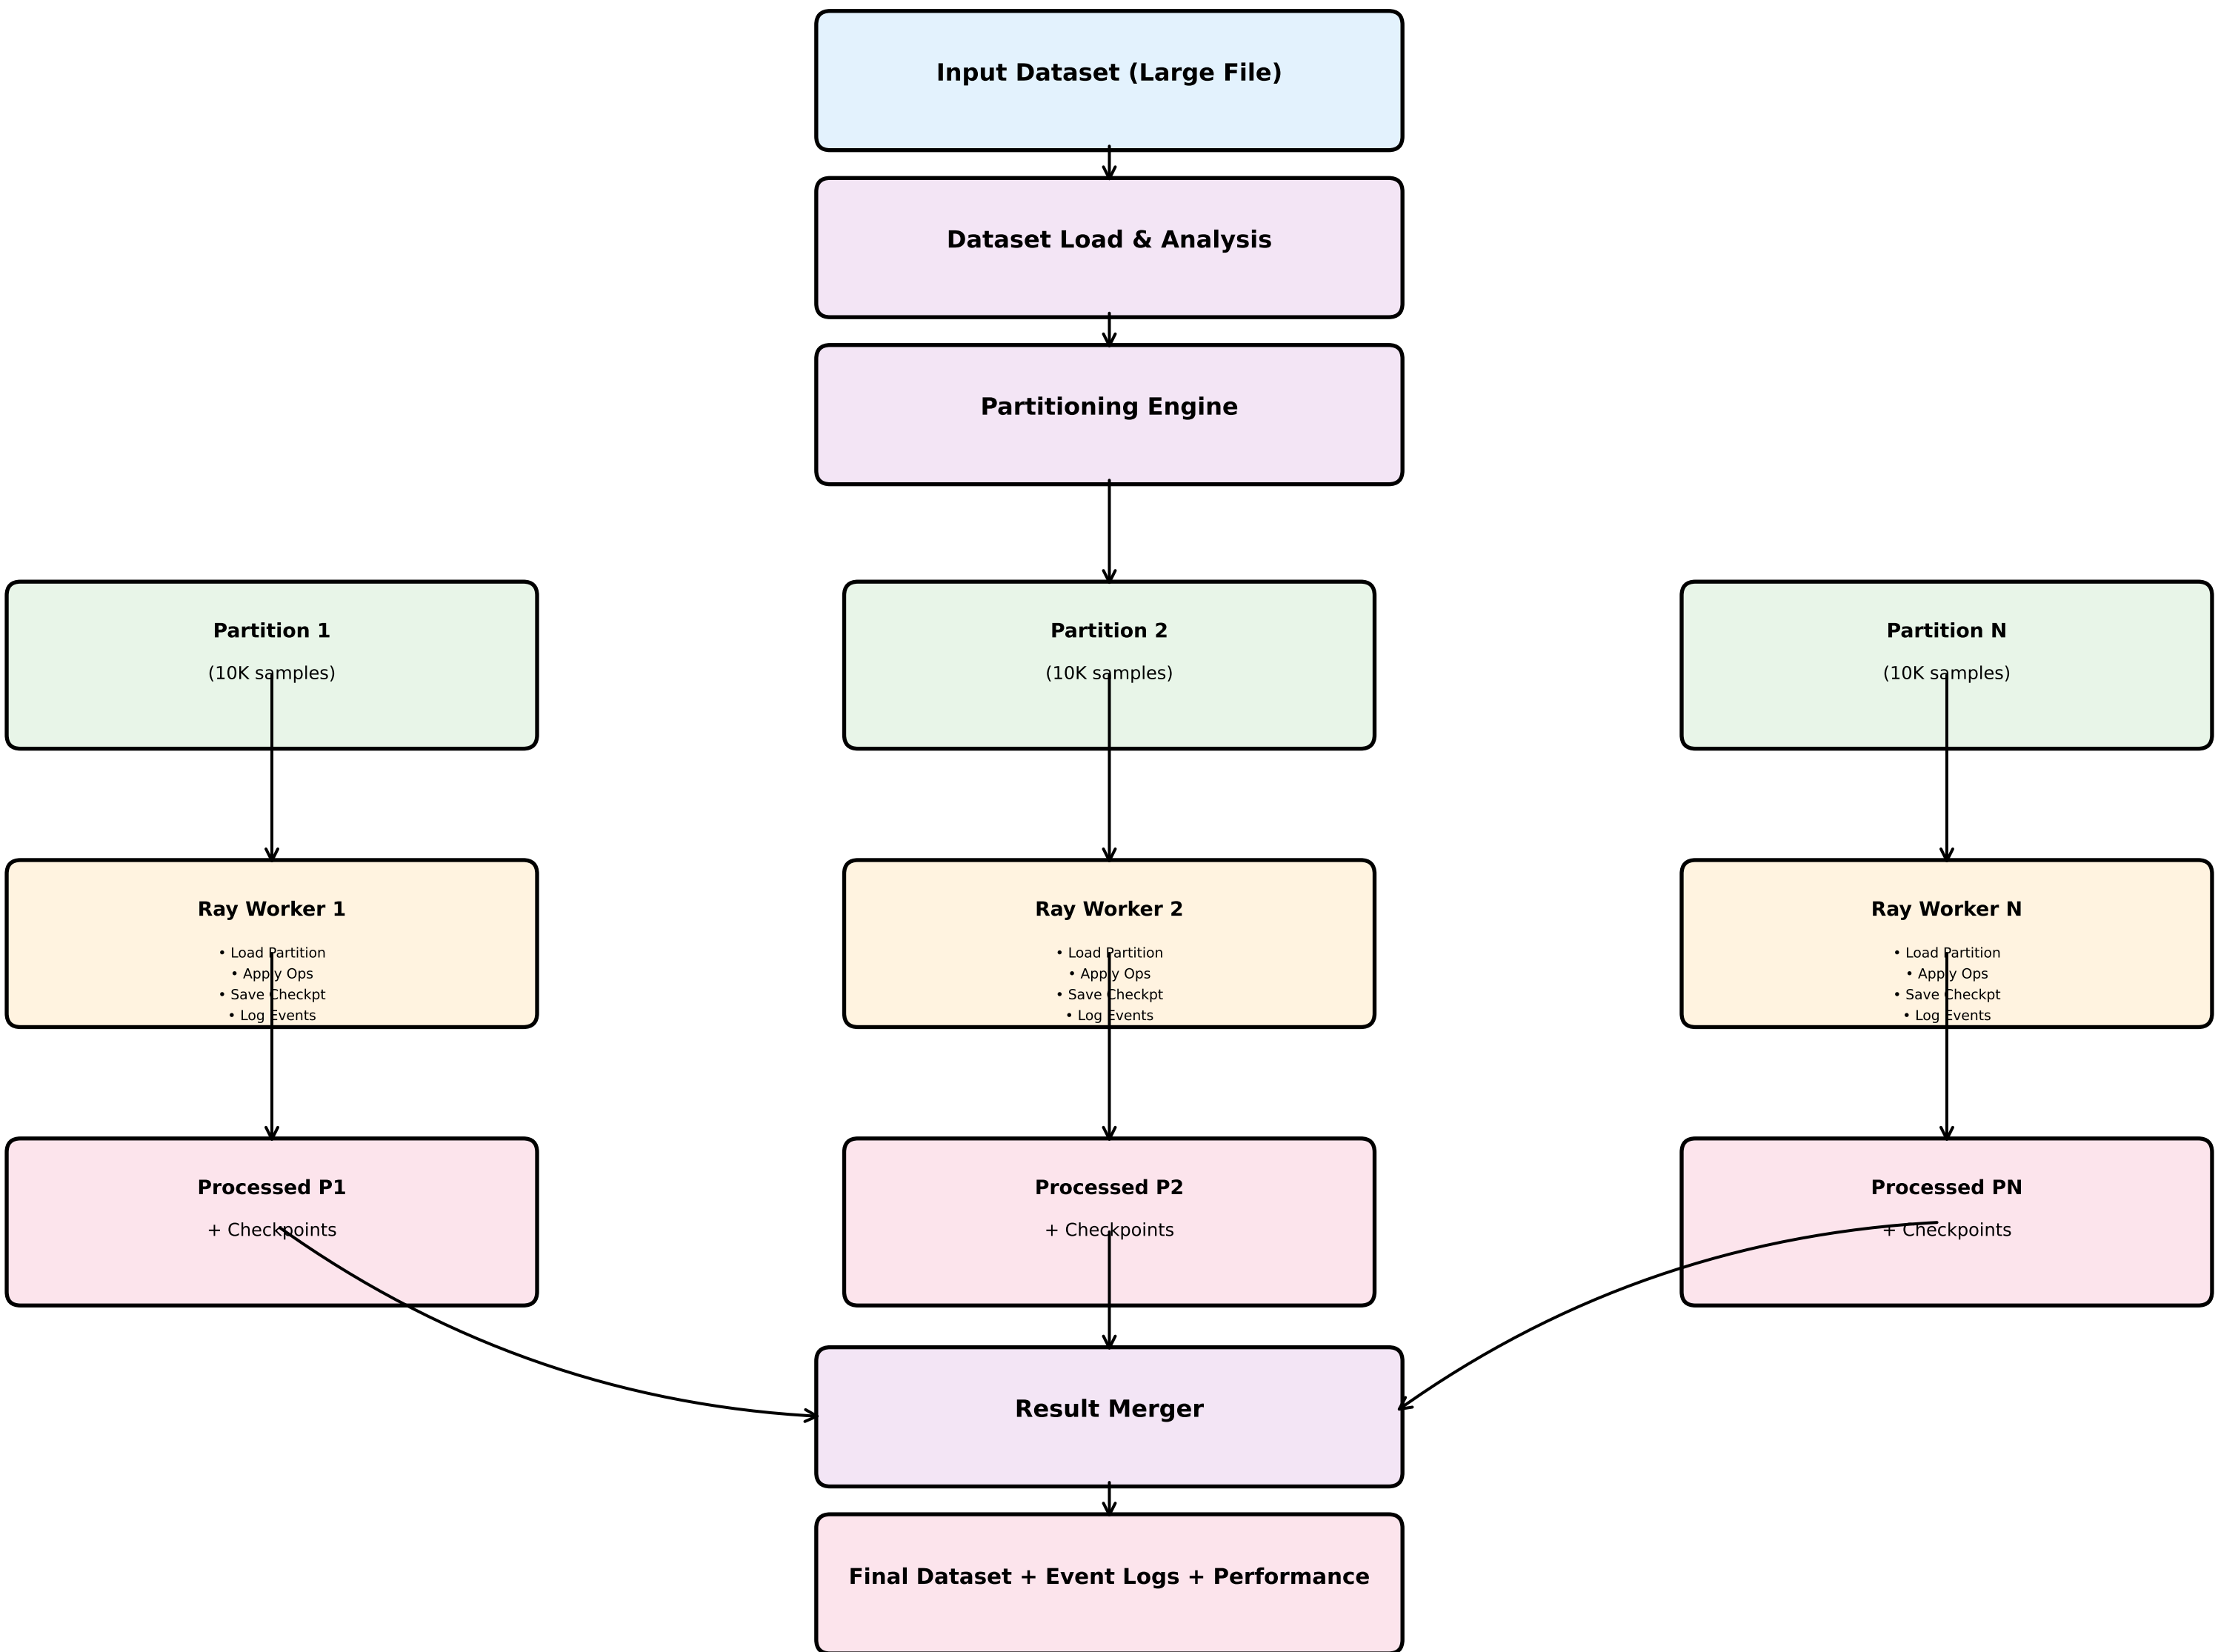 Input Dataset (Large File)
Dataset Load & Analysis
Partitioning Engine
Partition 1
(10K samples)
Partition 2
(10K samples)
Partition N
(10K samples)
Ray Worker 1
• Load Partition
• Apply Ops
• Save Checkpt
• Log Events
Ray Worker 2
• Load Partition
• Apply Ops
• Save Checkpt
• Log Events
Ray Worker N
• Load Partition
• Apply Ops
• Save Checkpt
• Log Events
Processed P1
+ Checkpoints
Processed P2
+ Checkpoints
Processed PN
+ Checkpoints
Result Merger
Final Dataset + Event Logs + Performance